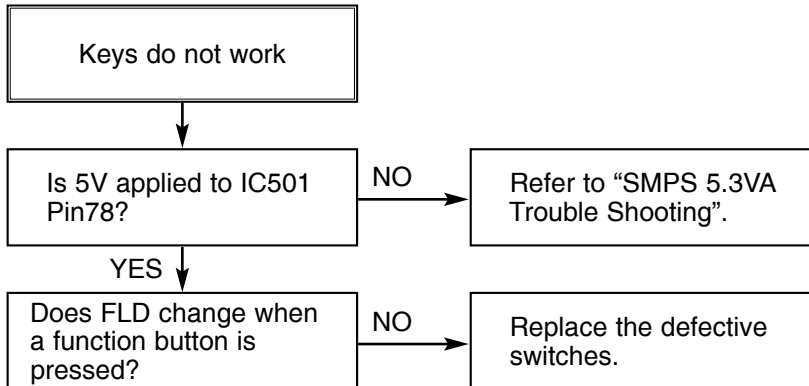 Keys do not work
Is 5V applied to IC501
Pin78?
NO
Refer to “SMPS 5.3VA
Trouble Shooting”.
YES
Does FLD change when
a function button is
pressed?
NO
Replace the defective
switches.